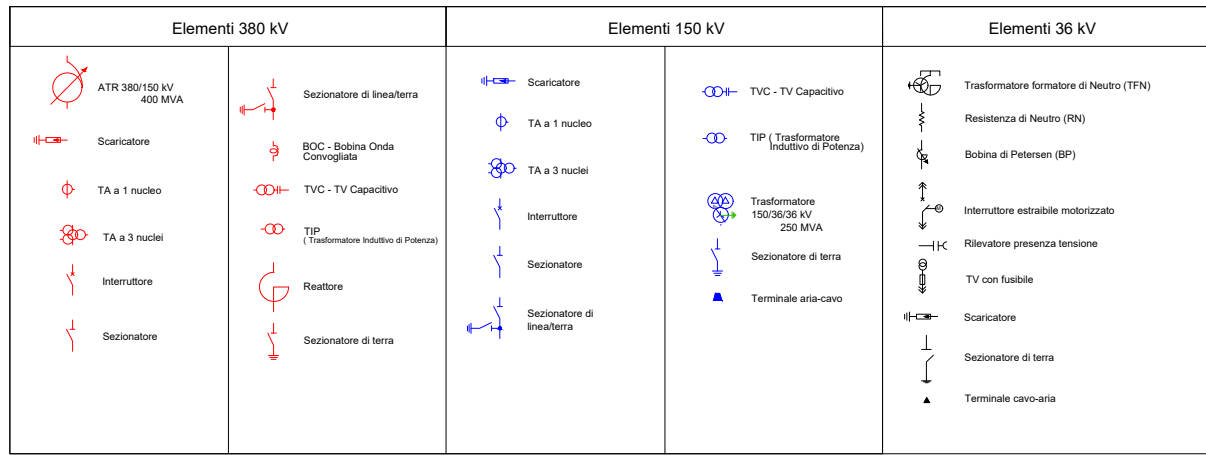 Elementi 380 kV
ATR 380/150 kV
400 MVA
Scaricatore
TA a 1 nucleo
TA a 3 nuclei
Interruttore
Sezionatore
Sezionatore di linea/terra
BOC - Bobina Onda
Convogliata
TVC - TV Capacitivo
TIP
( Trasformatore Induttivo di Potenza)
Reattore
Sezionatore di terra
Elementi 150 kV
Scaricatore
TA a 1 nucleo
TA a 3 nuclei
Interruttore
Sezionatore
Sezionatore di
linea/terra
TVC - TV Capacitivo
TIP ( Trasformatore
Induttivo di Potenza)
Trasformatore
150/36/36 kV
250 MVA
Sezionatore di terra
Terminale aria-cavo
Elementi 36 kV
Trasformatore formatore di Neutro (TFN)
Resistenza di Neutro (RN)
Bobina di Petersen (BP)
M
Interruttore estraibile motorizzato
Rilevatore presenza tensione
TV con fusibile
Scaricatore
Sezionatore di terra
Terminale cavo-aria